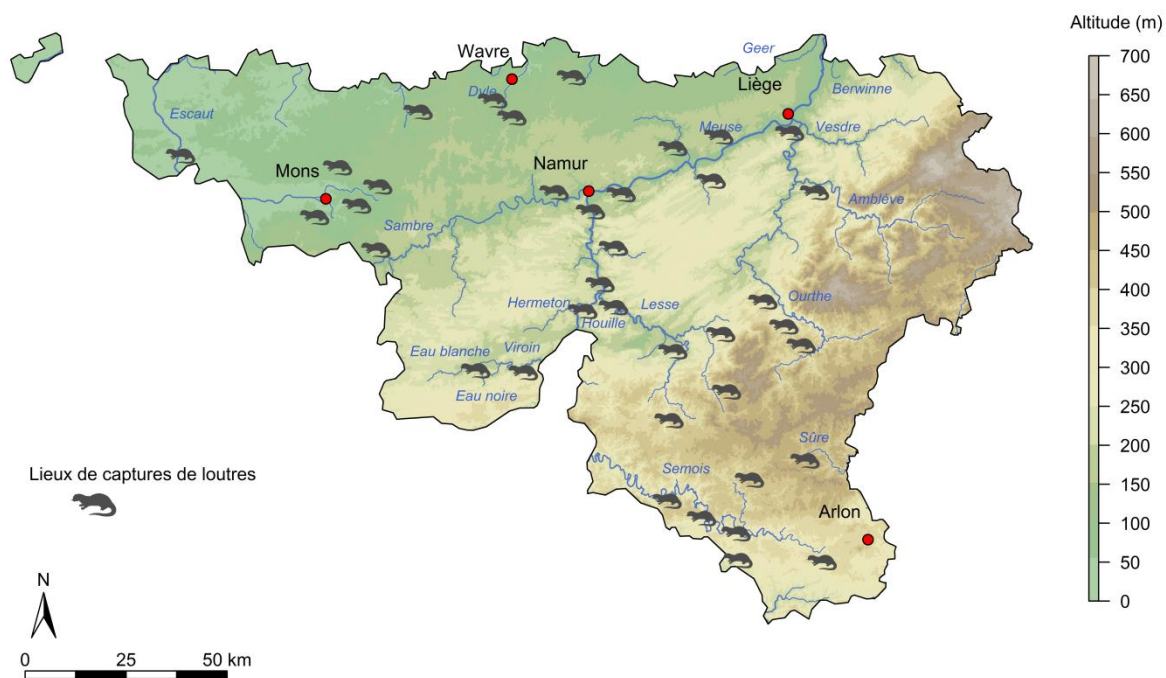 Altitude (m)
700
650
600
550
500
450
400
350
300
250
200
150
100
50
0
Wavre
Geer
Dyle
Liège
Berwinne
Escaut
Meuse
Vesdre
Namur
Mons
Amblève
Sambre
Hermeton
Lesse
Ourthe
Houille
Eau blanche
Viroin
Eau noire
Sûre
Semois
Lieux de captures de loutres
Arlon
N
0 25 50 km